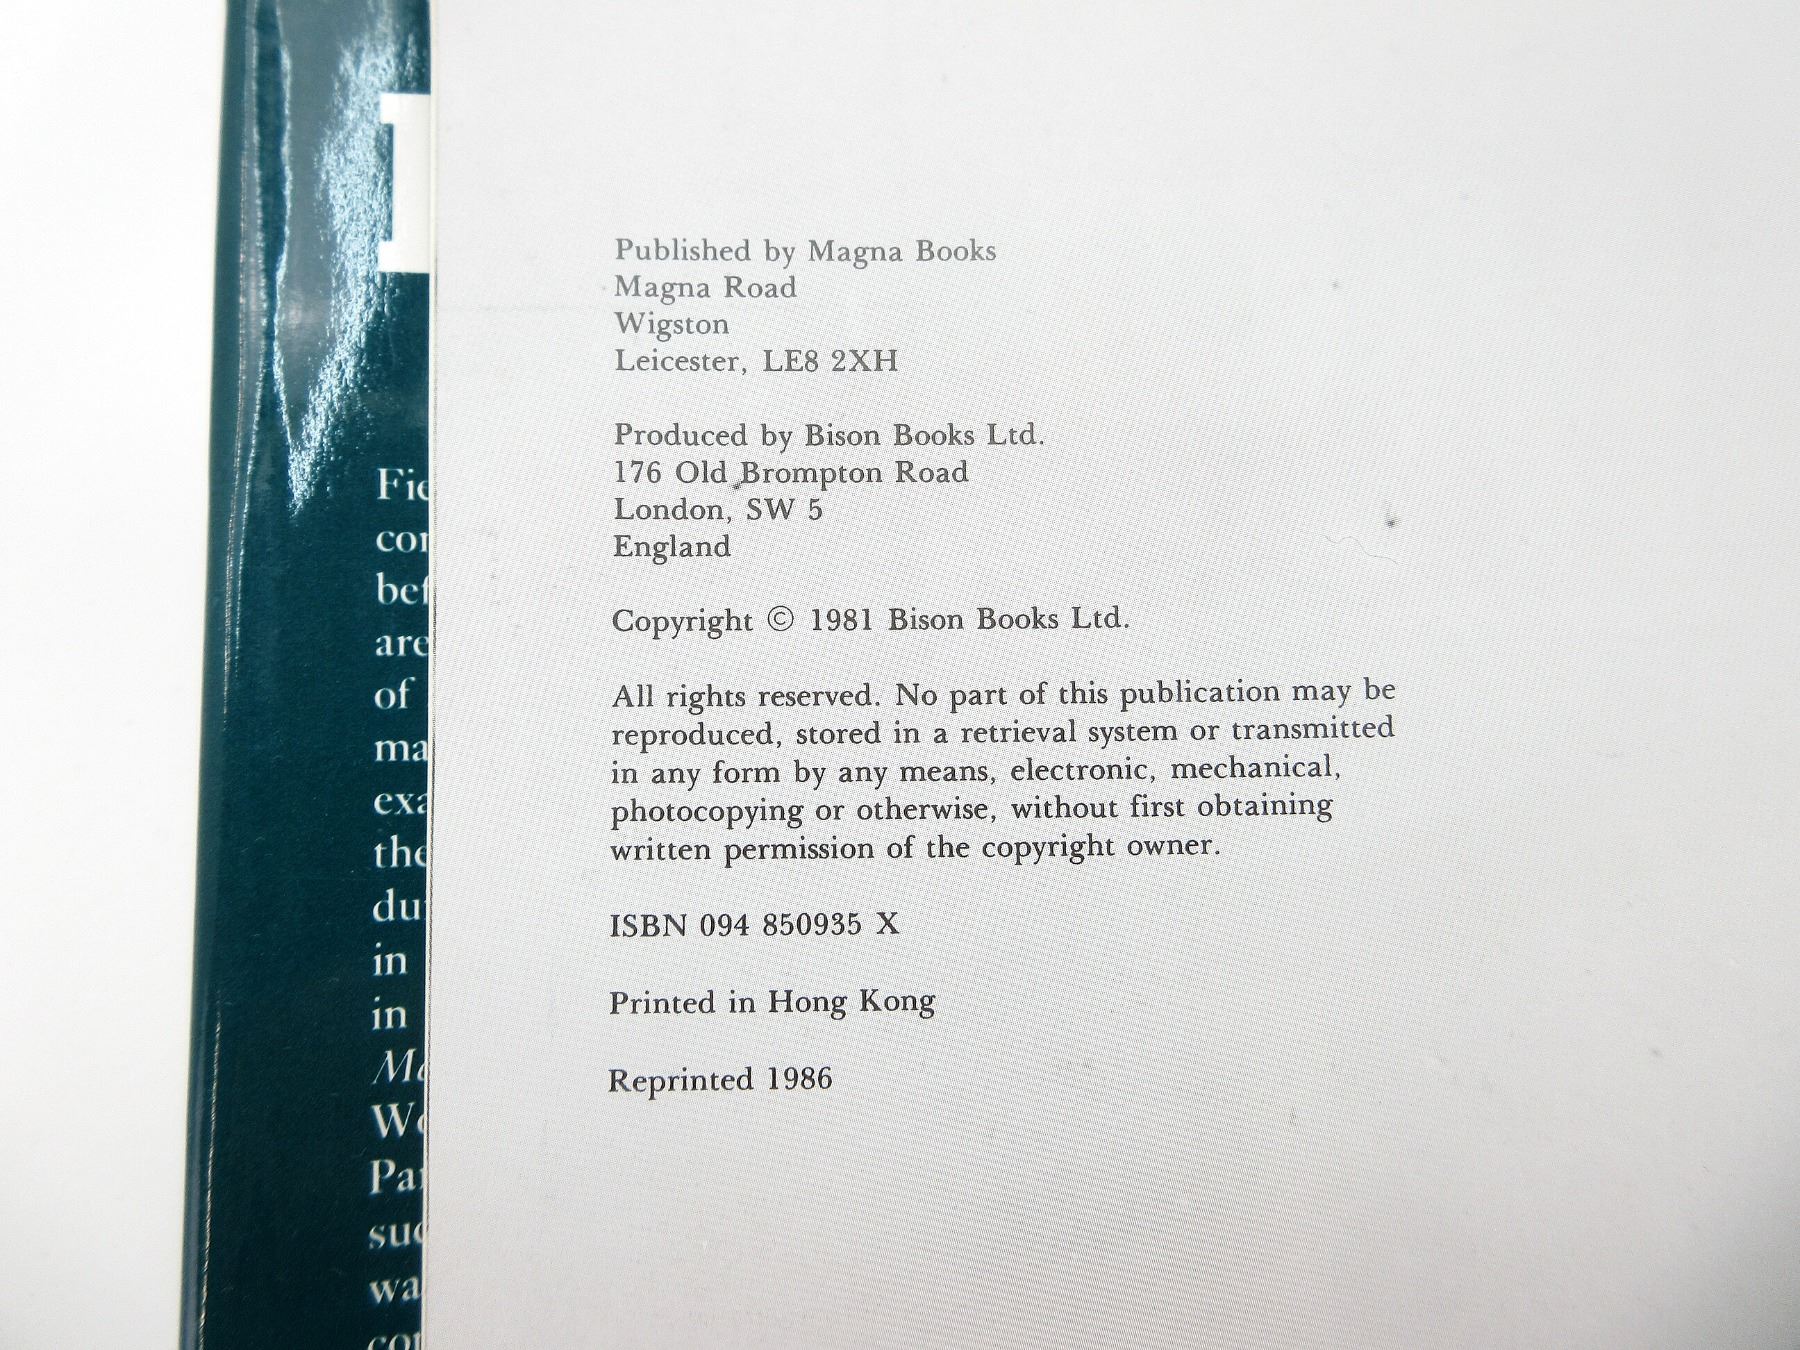 Published by Magna Books
Magna Road
Wigston
Leicester, LE8 2XH
Produced by Bison Books Ltd.
176 Old Brompton Road
London, SW 5
England
Copyright © 1981 Bison Books Ltd.
All rights reserved. No part of this publication may be
reproduced, stored in a retrieval system or transmitted
in any form by any means, electronic, mechanical,
photocopying or otherwise, without first obtaining
written permission of the copyright owner.
ISBN 094 850935 X
Printed in Hong Kong
Reprinted 1986
of
in
in